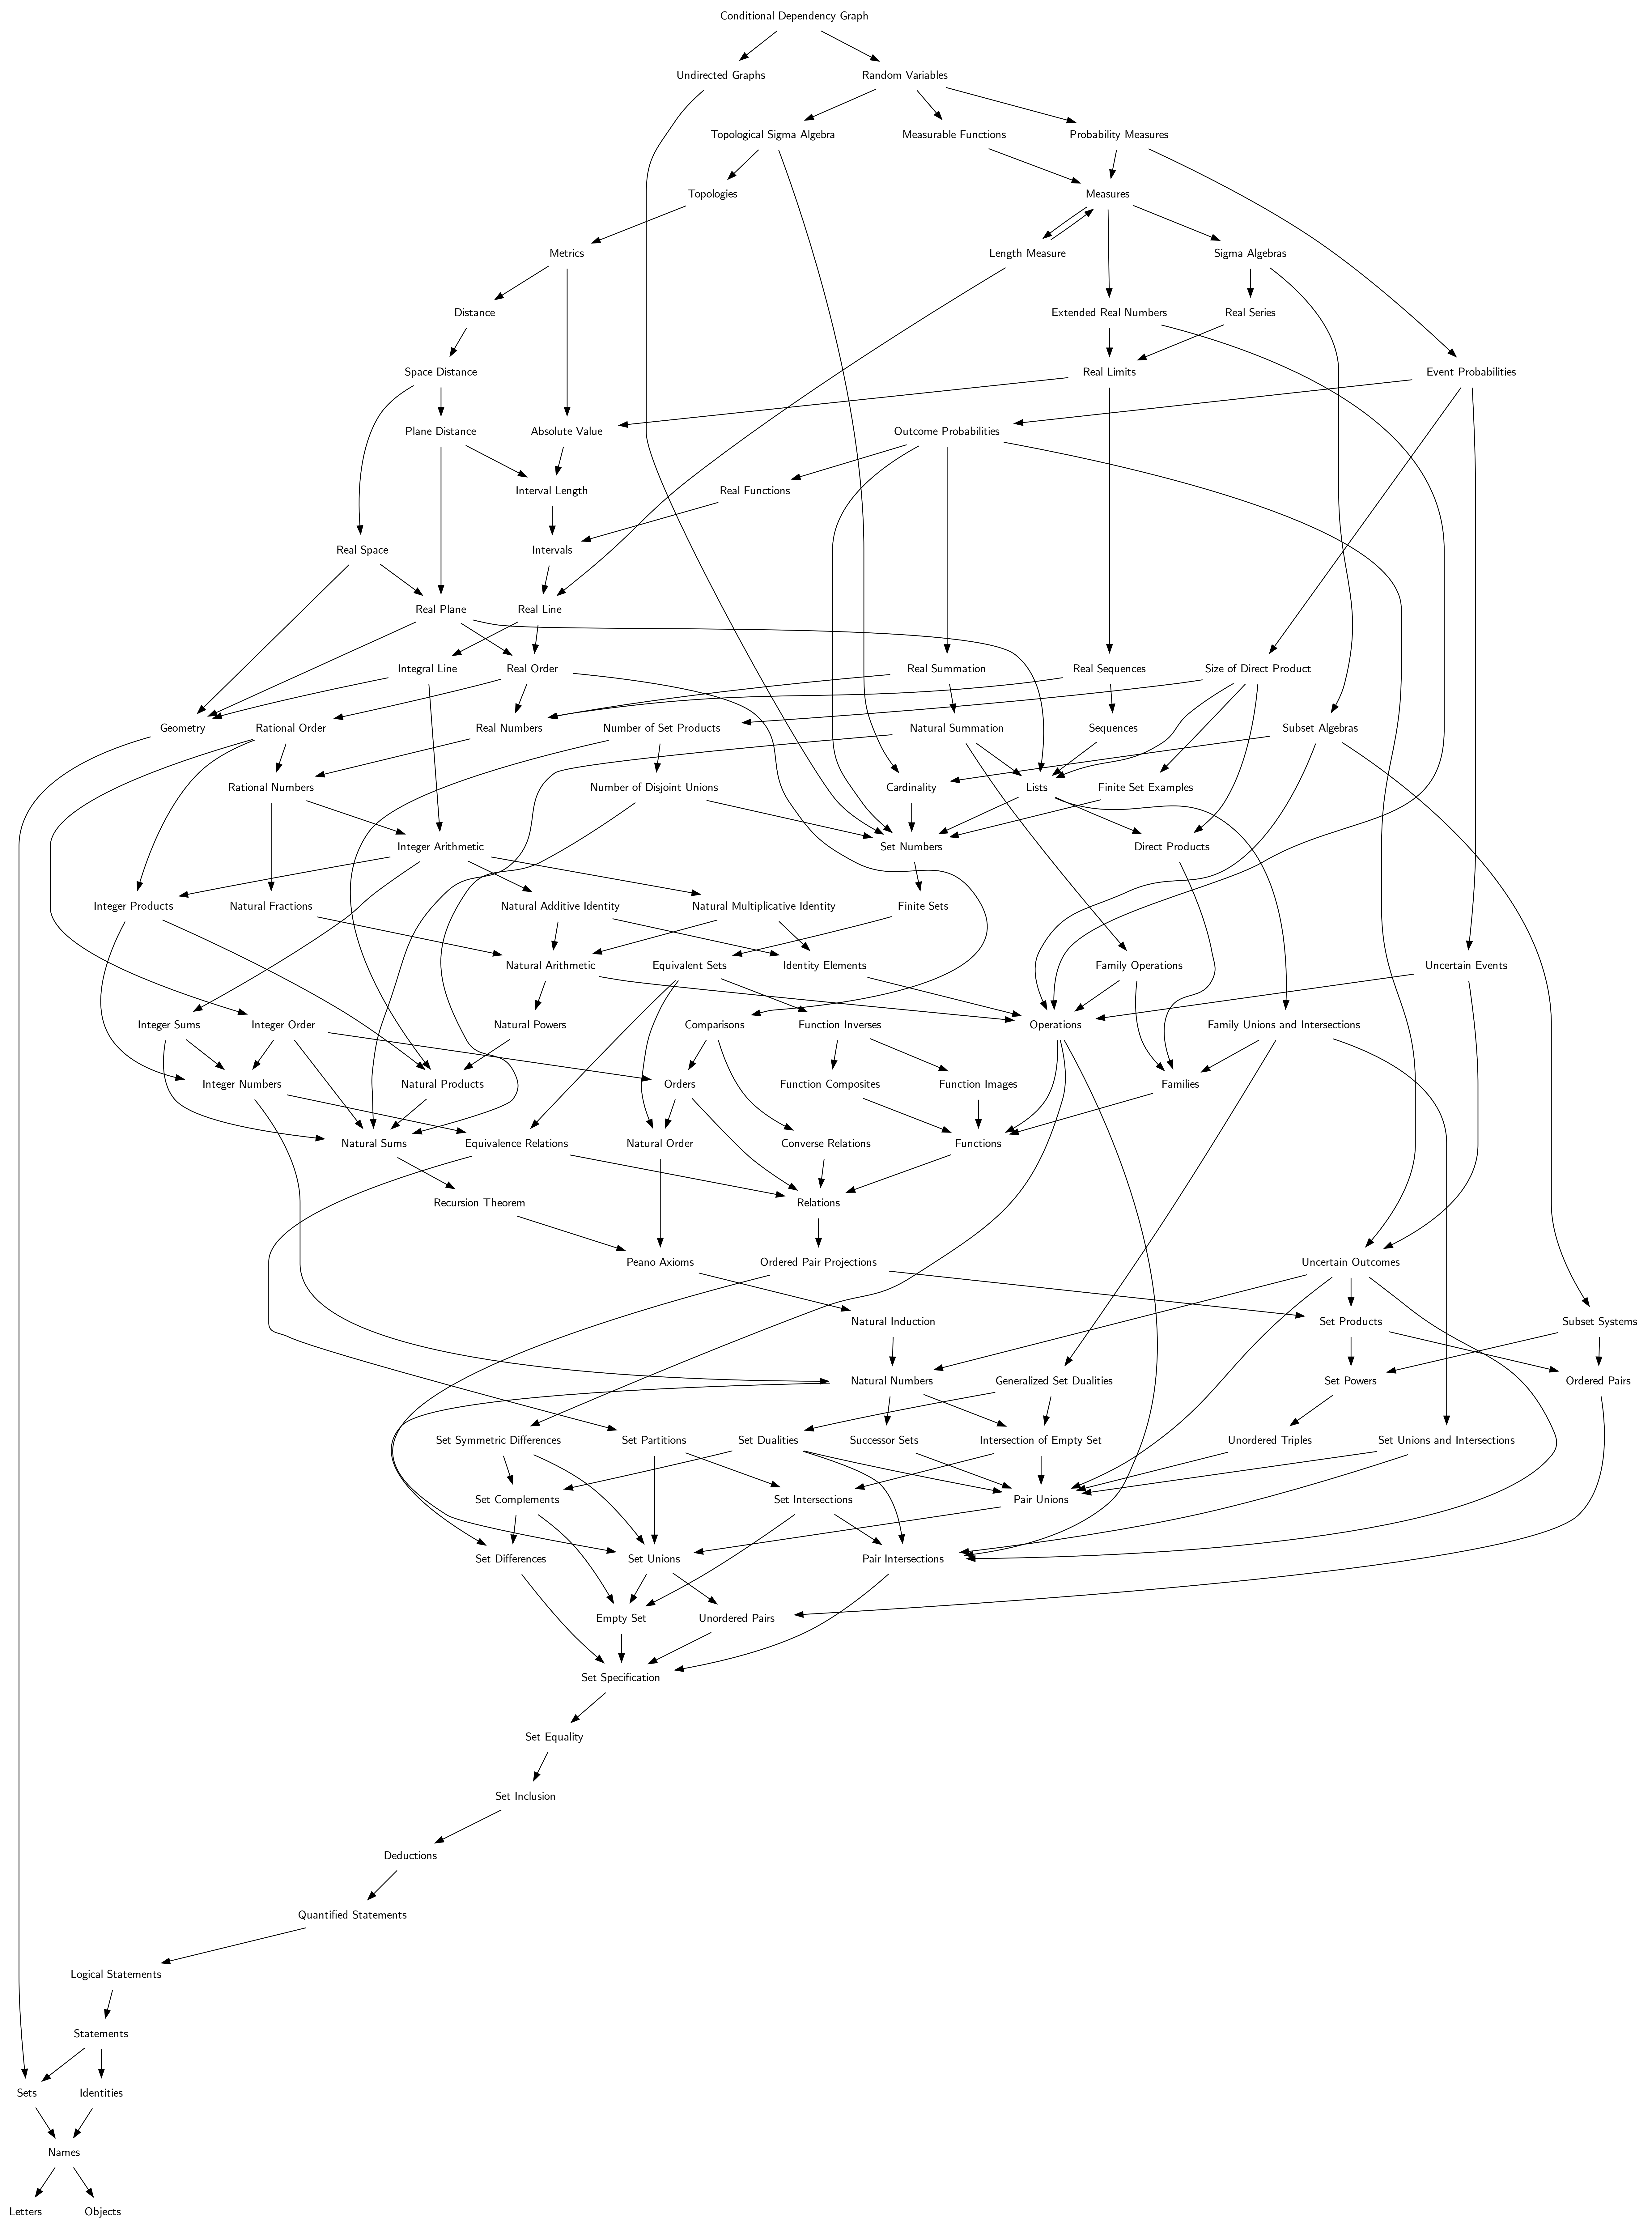 Conditional Dependency Graph
Undirected Graphs
Random Variables
Topological Sigma Algebra
Measurable Functions
Probability Measures
Topologies
Measures
Metrics
Length Measure
Sigma Algebras
Distance
Extended Real Numbers
Real Series
Space Distance
Real Limits
Event Probabilities
Plane Distance
Absolute Value
Outcome Probabilities
Interval Length
Real Functions
Real Space
Intervals
Real Plane
Real Line
Integral Line
Real Order
Real Summation
Real Sequences
Size of Direct Product
Geometry
Rational Order
Real Numbers
Number of Set Products
Natural Summation
Sequences
Subset Algebras
Rational Numbers
Number of Disjoint Unions
Cardinality
Lists
Finite Set Examples
Integer Arithmetic
Set Numbers
Direct Products
Integer Products
Natural Fractions
Natural Additive Identity
Natural Multiplicative Identity
Finite Sets
Natural Arithmetic
Equivalent Sets
Identity Elements
Family Operations
Uncertain Events
Integer Sums
Integer Order
Natural Powers
Comparisons
Function Inverses
Operations
Family Unions and Intersections
Integer Numbers
Natural Products
Orders
Function Composites
Function Images
Families
Natural Sums
Equivalence Relations
Natural Order
Converse Relations
Functions
Recursion Theorem
Relations
Peano Axioms
Ordered Pair Projections
Uncertain Outcomes
Natural Induction
Set Products
Subset Systems
Natural Numbers
Generalized Set Dualities
Set Powers
Ordered Pairs
Set Symmetric Differences
Set Partitions
Set Dualities
Successor Sets
Intersection of Empty Set
Unordered Triples
Set Unions and Intersections
Set Complements
Set Intersections
Pair Unions
Set Differences
Set Unions
Pair Intersections
Empty Set
Unordered Pairs
Set Specification
Set Equality
Set Inclusion
Deductions
Quantified Statements
Logical Statements
Statements
Sets
Identities
Names
Letters
Objects